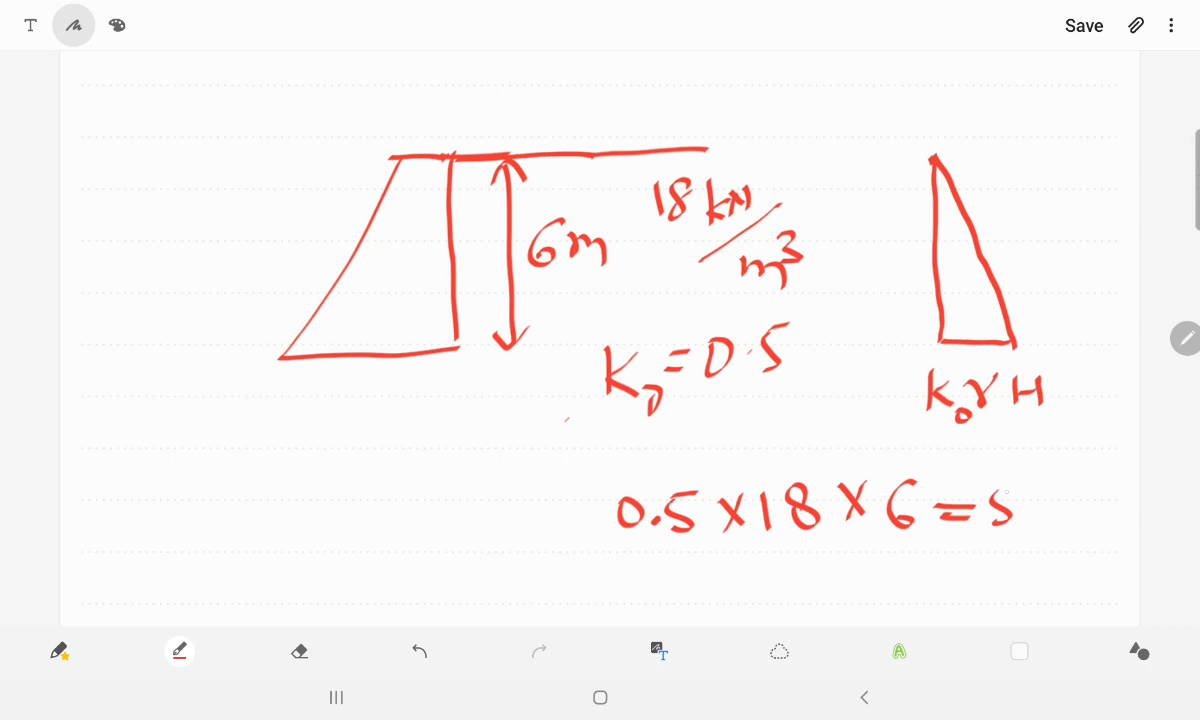 T Save
6m 18 kN/m³
K₀ = 0.5
K₀γH
0.5 × 18 × 6 = 5
T A